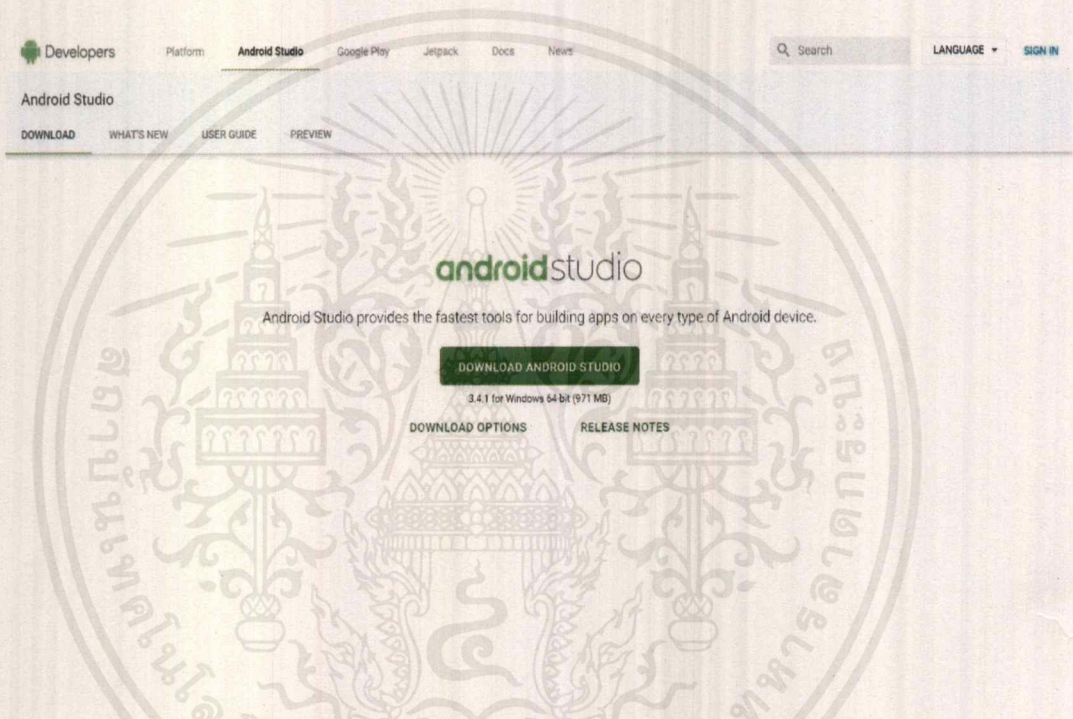 Developers Platform Android Studio Google Play Jetpack Docs News Search LANGUAGE SIGN IN
Android Studio
DOWNLOAD WHAT'S NEW USER GUIDE PREVIEW
androidstudio
Android Studio provides the fastest tools for building apps on every type of Android device.
DOWNLOAD ANDROID STUDIO
3.4.1 for Windows 64-bit (971 MB)
DOWNLOAD OPTIONS RELEASE NOTES